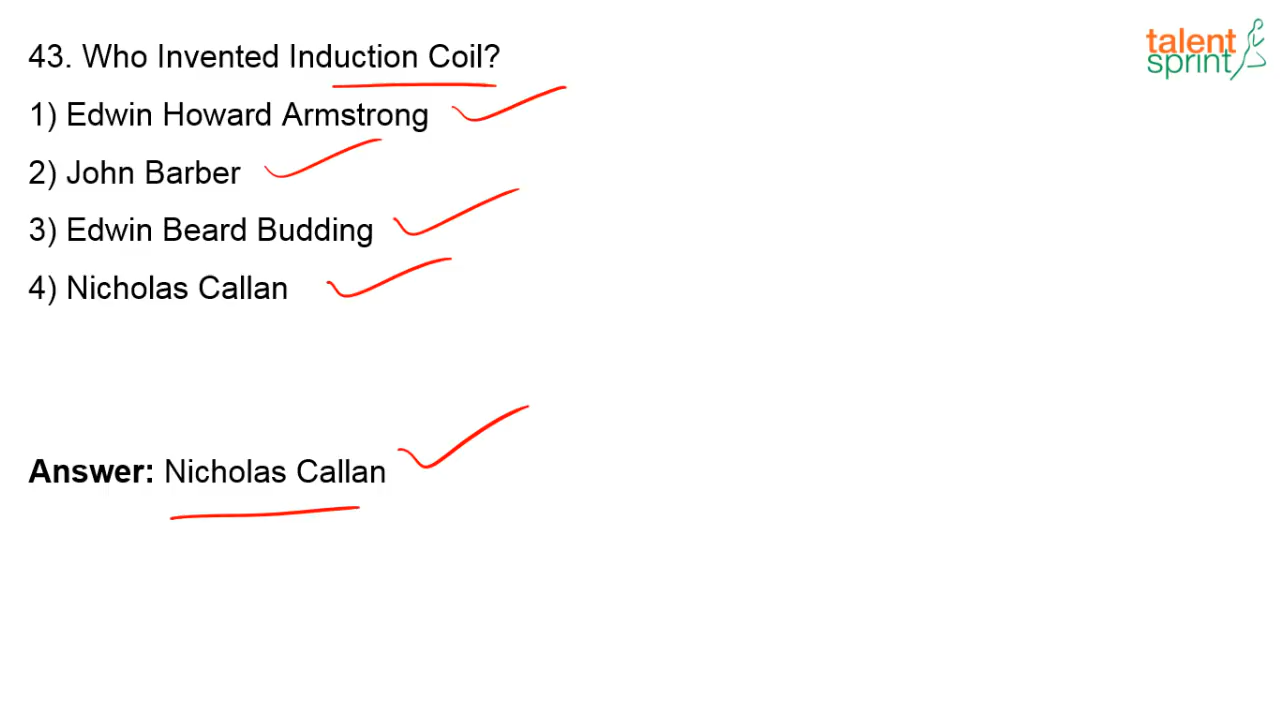 43. Who Invented Induction Coil?
talent
sprint
1) Edwin Howard Armstrong
2) John Barber
3) Edwin Beard Budding
4) Nicholas Callan
Answer: Nicholas Callan